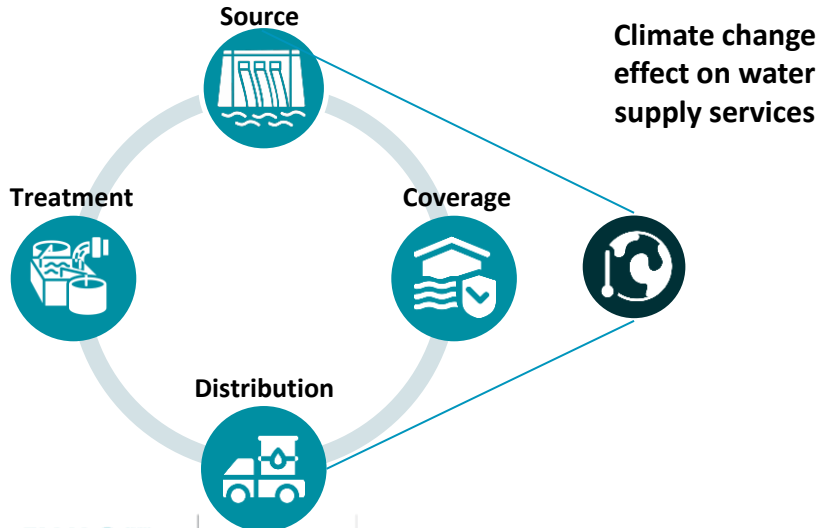 Source
Climate change
effect on water
supply services
Treatment
Coverage
Distribution